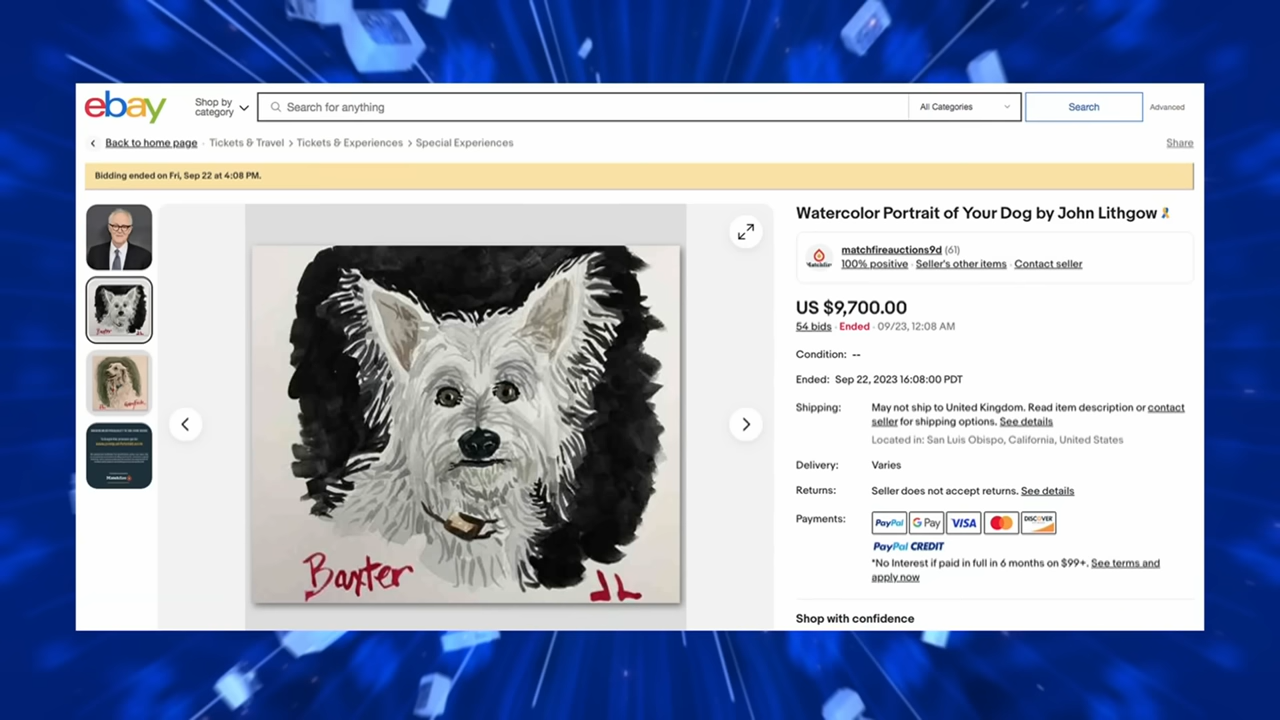 ebay
Shop by
category
Search for anything
All Categories
Search
Advanced
Back to home page
Tickets & Travel > Tickets & Experiences > Special Experiences
Share
Bidding ended on Fri, Sep 22 at 4:08 PM.
Watercolor Portrait of Your Dog by John Lithgow
matchfireauctions9d (61)
100% positive · Seller's other items · Contact seller
US $9,700.00
54 bids · Ended · 09/23, 12:08 AM
Condition: --
Ended: Sep 22, 2023 16:08:00 PDT
Shipping: May not ship to United Kingdom. Read item description or contact
seller for shipping options. See details
Located in: San Luis Obispo, California, United States
Delivery: Varies
Returns: Seller does not accept returns. See details
Payments: PayPal G Pay VISA DISCOVER
PayPal CREDIT
*No Interest if paid in full in 6 months on $99+. See terms and
apply now
Shop with confidence
Baxter JL